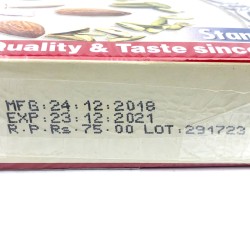 Quality & Taste since
MFG:24:12:2018
EXP:23:12:2021
R.P.Rs.75.00 LOT:291723